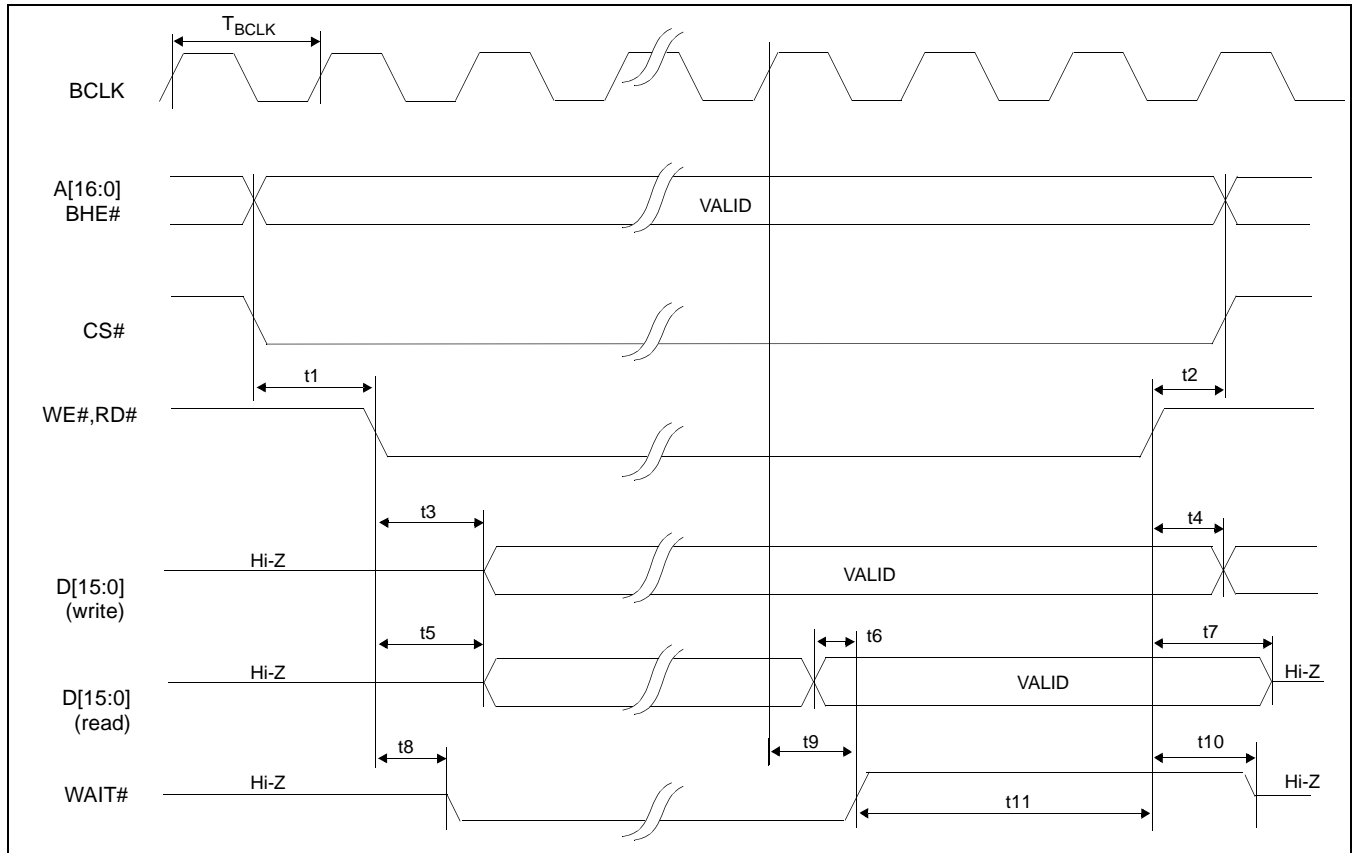 TBCLK
BCLK
A[16:0]
BHE#
VALID
CS#
t1
t2
WE#,RD#
t3
t4
Hi-Z
VALID
D[15:0]
(write)
t5
t6
t7
Hi-Z
VALID
Hi-Z
D[15:0]
(read)
t8
t9
t10
Hi-Z
Hi-Z
WAIT#
t11